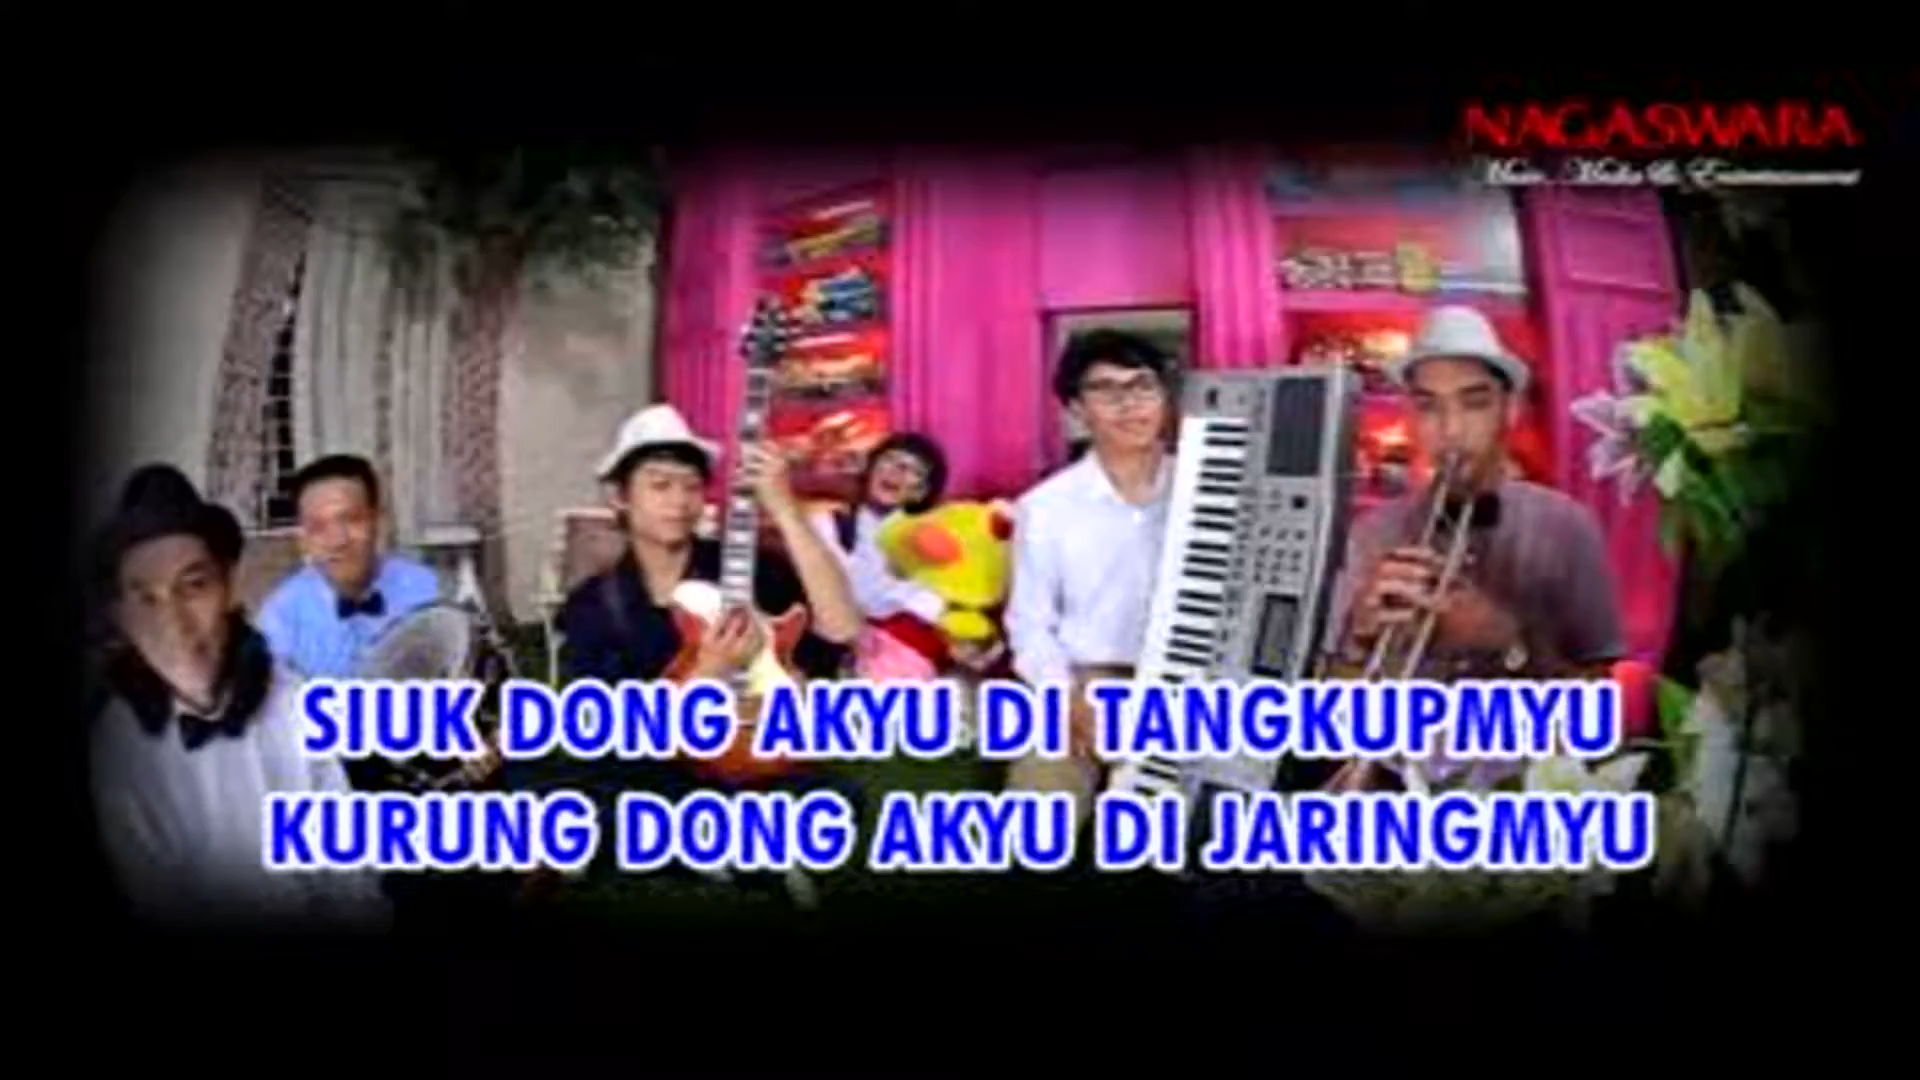 NAGASWARA
SIUK DONG AKYU DI TANGKUPMYU
KURUNG DONG AKYU DI JARINGMYU